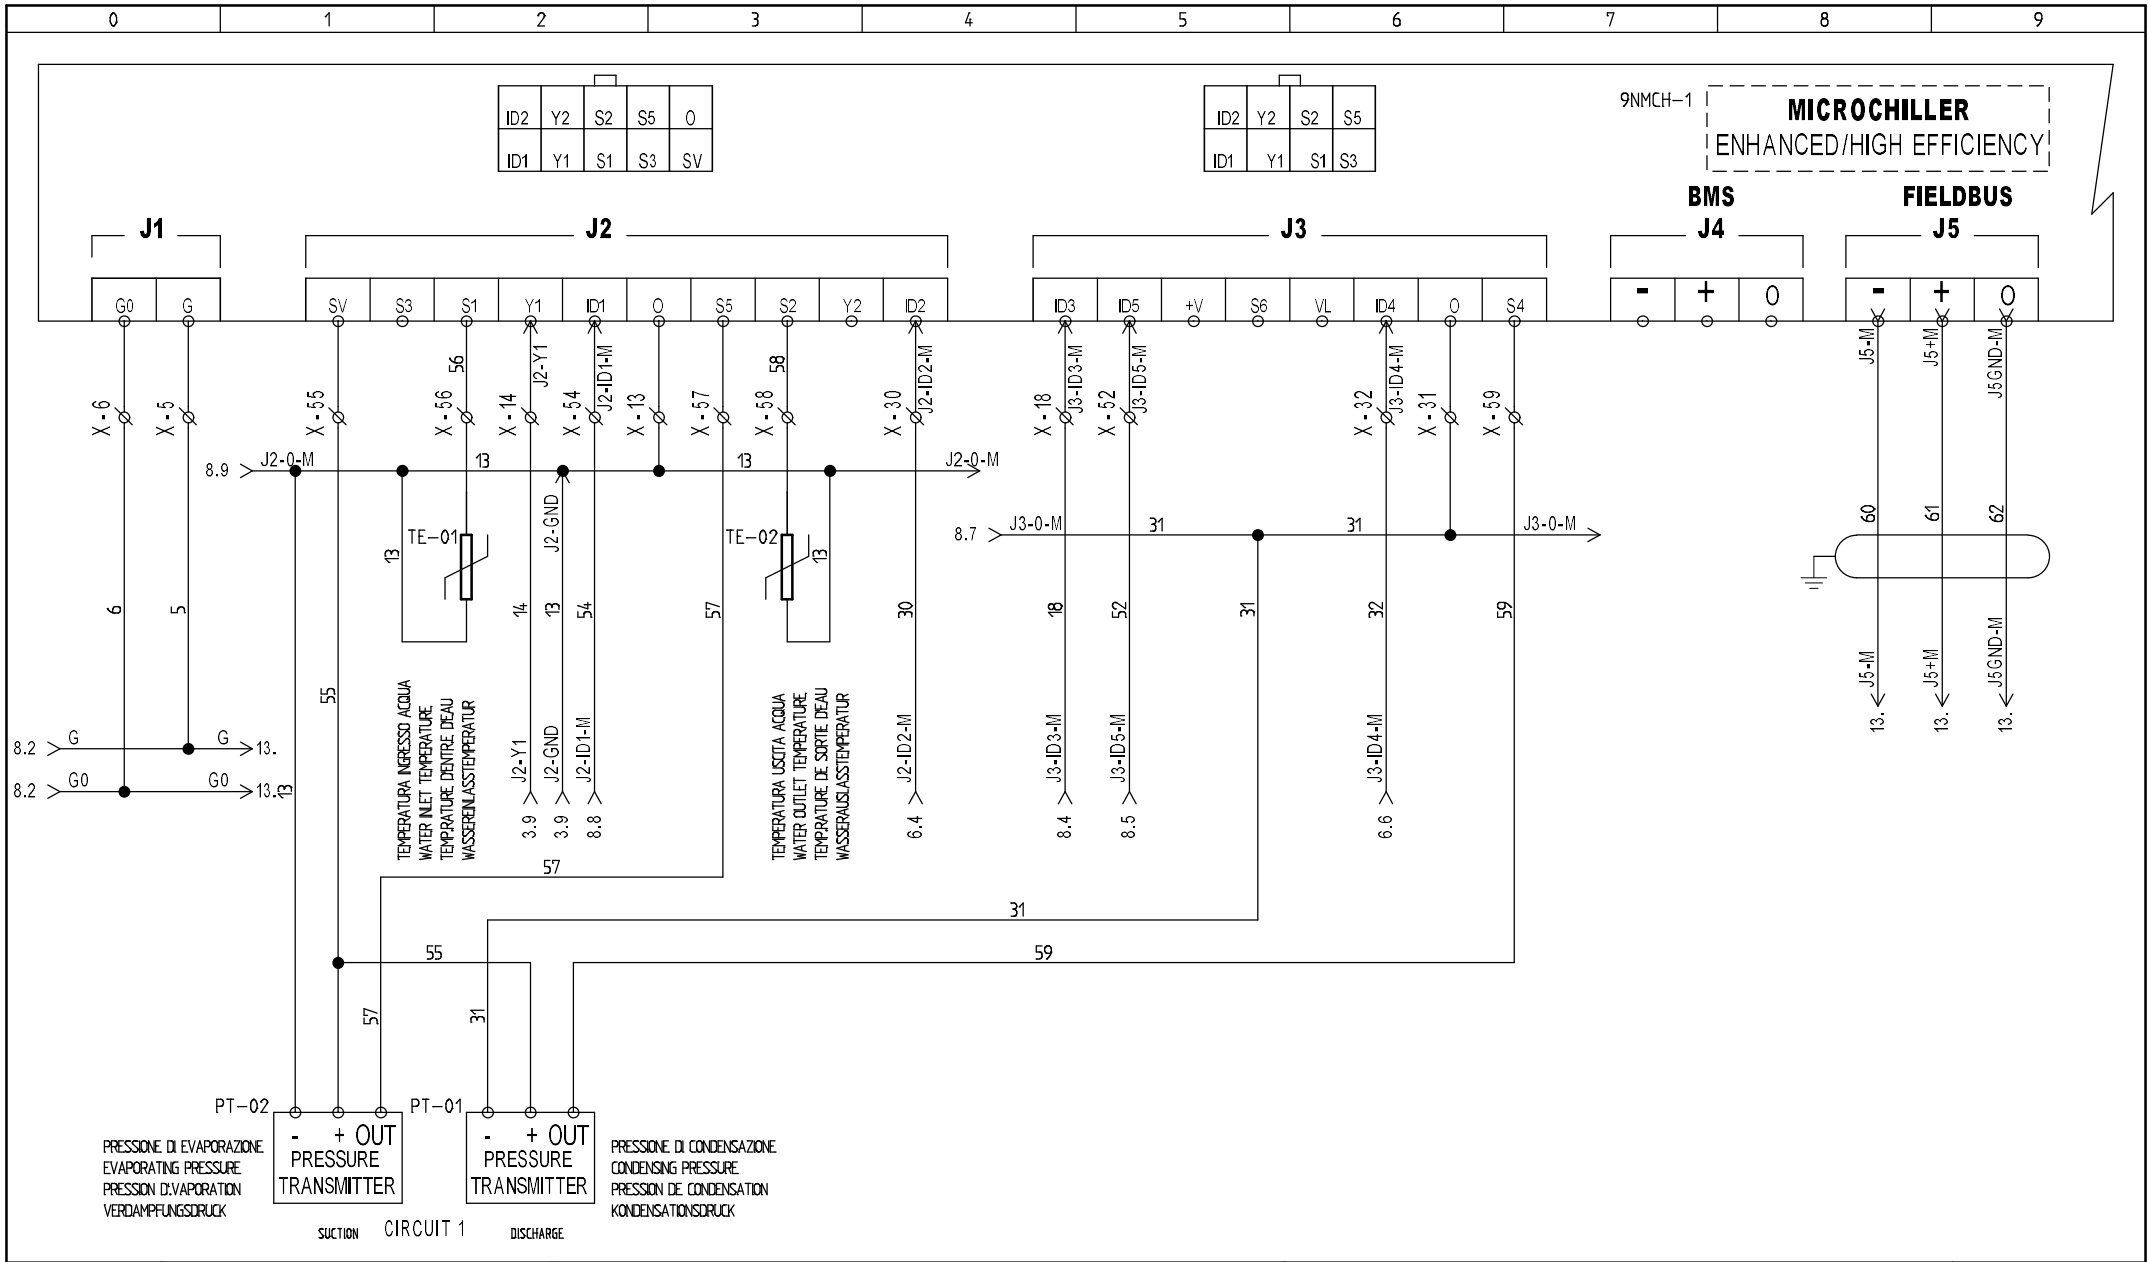 0 1 2 3 4 5 6 7 8 9
ID2 Y2 S2 S5 O
ID1 Y1 S1 S3 SV
ID2 Y2 S2 S5
ID1 Y1 S1 S3
9NMCH-1
MICROCHILLER
ENHANCED/HIGH EFFICIENCY
BMS
FIELDBUS
J1
J2
J3
J4
J5
G0 G
SV S3 S1 Y1 ID1 O S5 S2 Y2 ID2
ID3 ID5 +V S6 VL ID4 O S4
- + O
- + O
56
J2-Y1
J2-ID1-M
58
J2-ID2-M
J3-ID3-M
J3-ID5-M
J3-ID4-M
J5-M
J5+M
J5GND-M
X-6
X-5
X-55
X-56
X-14
X-54
X-13
X-57
X-58
X-30
X-18
X-52
X-32
X-31
X-59
8.9 J2-0-M 13 13 J2-0-M
8.7 J3-0-M 31 31 J3-0-M
TE-01
13
J2-GND
TE-02
13
60
61
62
6
5
14
13
54
57
30
18
52
31
32
59
55
J5-M
J5+M
J5GND-M
13.
13.
13.
TEMPERATURA INGRESSO ACQUA
WATER INLET TEMPERATURE
TEMP.RATURE D'ENTRE D'EAU
WASSEREINLASSTEMPERATUR
J2-Y1
J2-GND
J2-ID1-M
TEMPERATURA USCITA ACQUA
WATER OUTLET TEMPERATURE
TEMP.RATURE DE SORTIE D'EAU
WASSERAUSLASSTEMPERATUR
J2-ID2-M
J3-ID3-M
J3-ID5-M
J3-ID4-M
8.2 G G 13.
8.2 G0 G0 13.
13
3.9
3.9
8.8
6.4
8.4
8.5
6.6
57
31
55
59
57
31
PT-02
- + OUT
PRESSURE
TRANSMITTER
PT-01
- + OUT
PRESSURE
TRANSMITTER
PRESSIONE DI EVAPORAZIONE
EVAPORATING PRESSURE
PRESSION D'.VAPORATION
VERDAMPFUNGSDRUCK
PRESSIONE DI CONDENSAZIONE
CONDENSING PRESSURE
PRESSION DE CONDENSATION
KONDENSATIONSDRUCK
SUCTION CIRCUIT 1 DISCHARGE